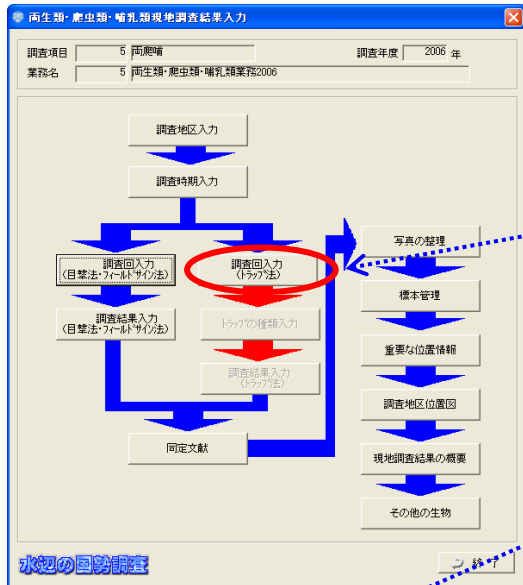 両生類・爬虫類・哺乳類現地調査結果入力
調査項目 5 両爬哺 調査年度 2006 年
業務名 5 両生類・爬虫類・哺乳類業務2006
調査地区入力
調査時期入力
調査回入力
(目撃法・フィールドサイン法)
調査回入力
(トラップ法)
調査結果入力
(目撃法・フィールドサイン法)
トラップの種類入力
調査結果入力
(トラップ法)
同定文献
写真の整理
標本管理
重要な位置情報
調査地区位置図
現地調査結果の概要
その他の生物
水辺の国勢調査
終了